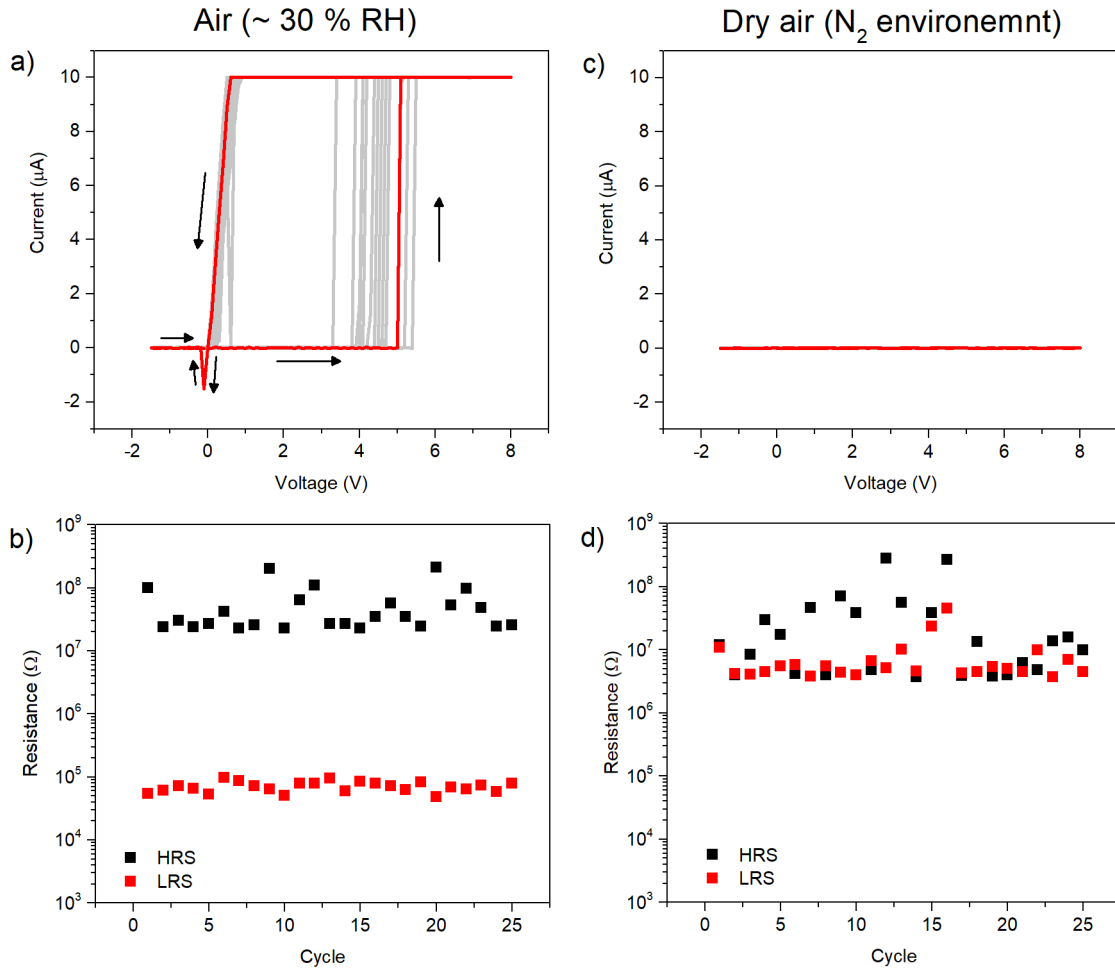 Air (~ 30 % RH)
Dry air (N₂ environemnt)
a)
10
8
6
4
2
0
-2
Current (µA)
-2 0 2 4 6 8
Voltage (V)
c)
10
8
6
4
2
0
-2
Current (µA)
-2 0 2 4 6 8
Voltage (V)
b)
10⁹
10⁸
10⁷
10⁶
10⁵
10⁴
10³
Resistance (Ω)
HRS
LRS
0 5 10 15 20 25
Cycle
d)
10⁹
10⁸
10⁷
10⁶
10⁵
10⁴
10³
Resistance (Ω)
HRS
LRS
0 5 10 15 20 25
Cycle